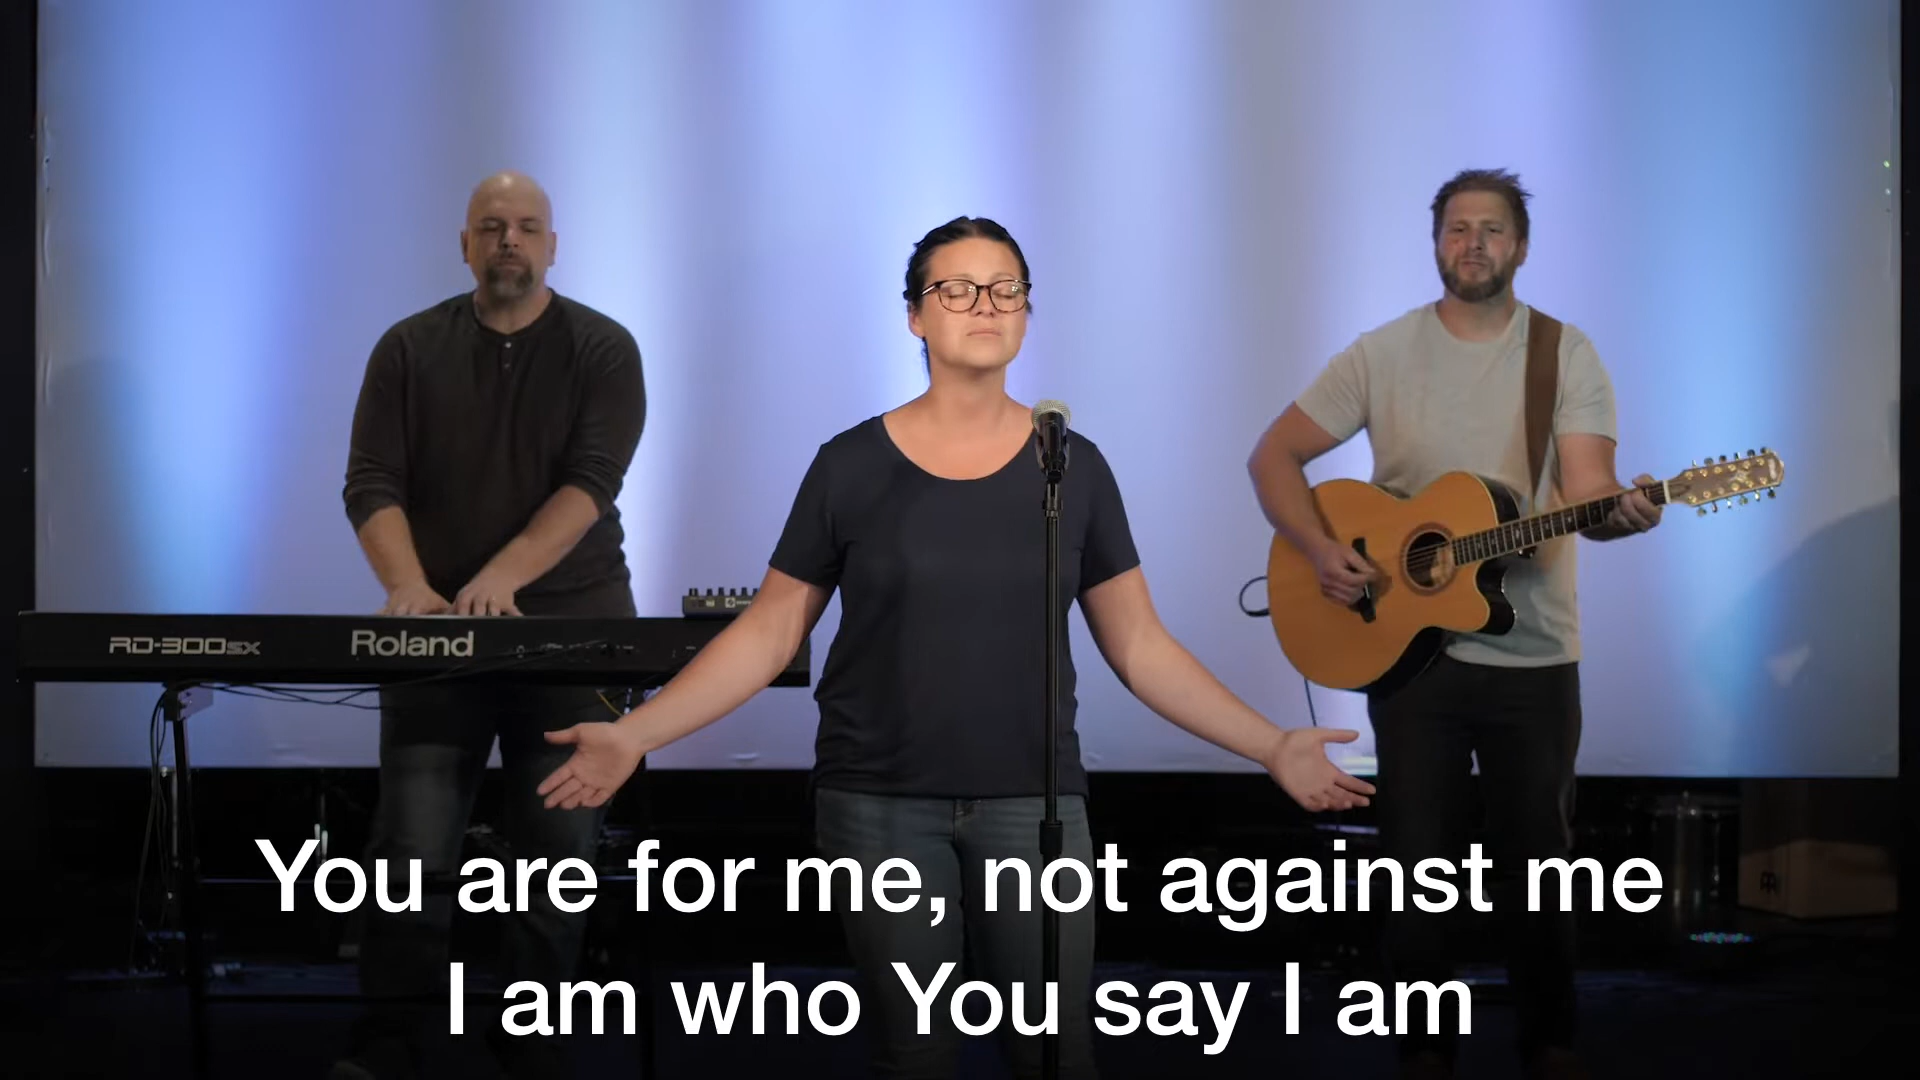 RD-300SX Roland
You are for me, not against me
I am who You say I am